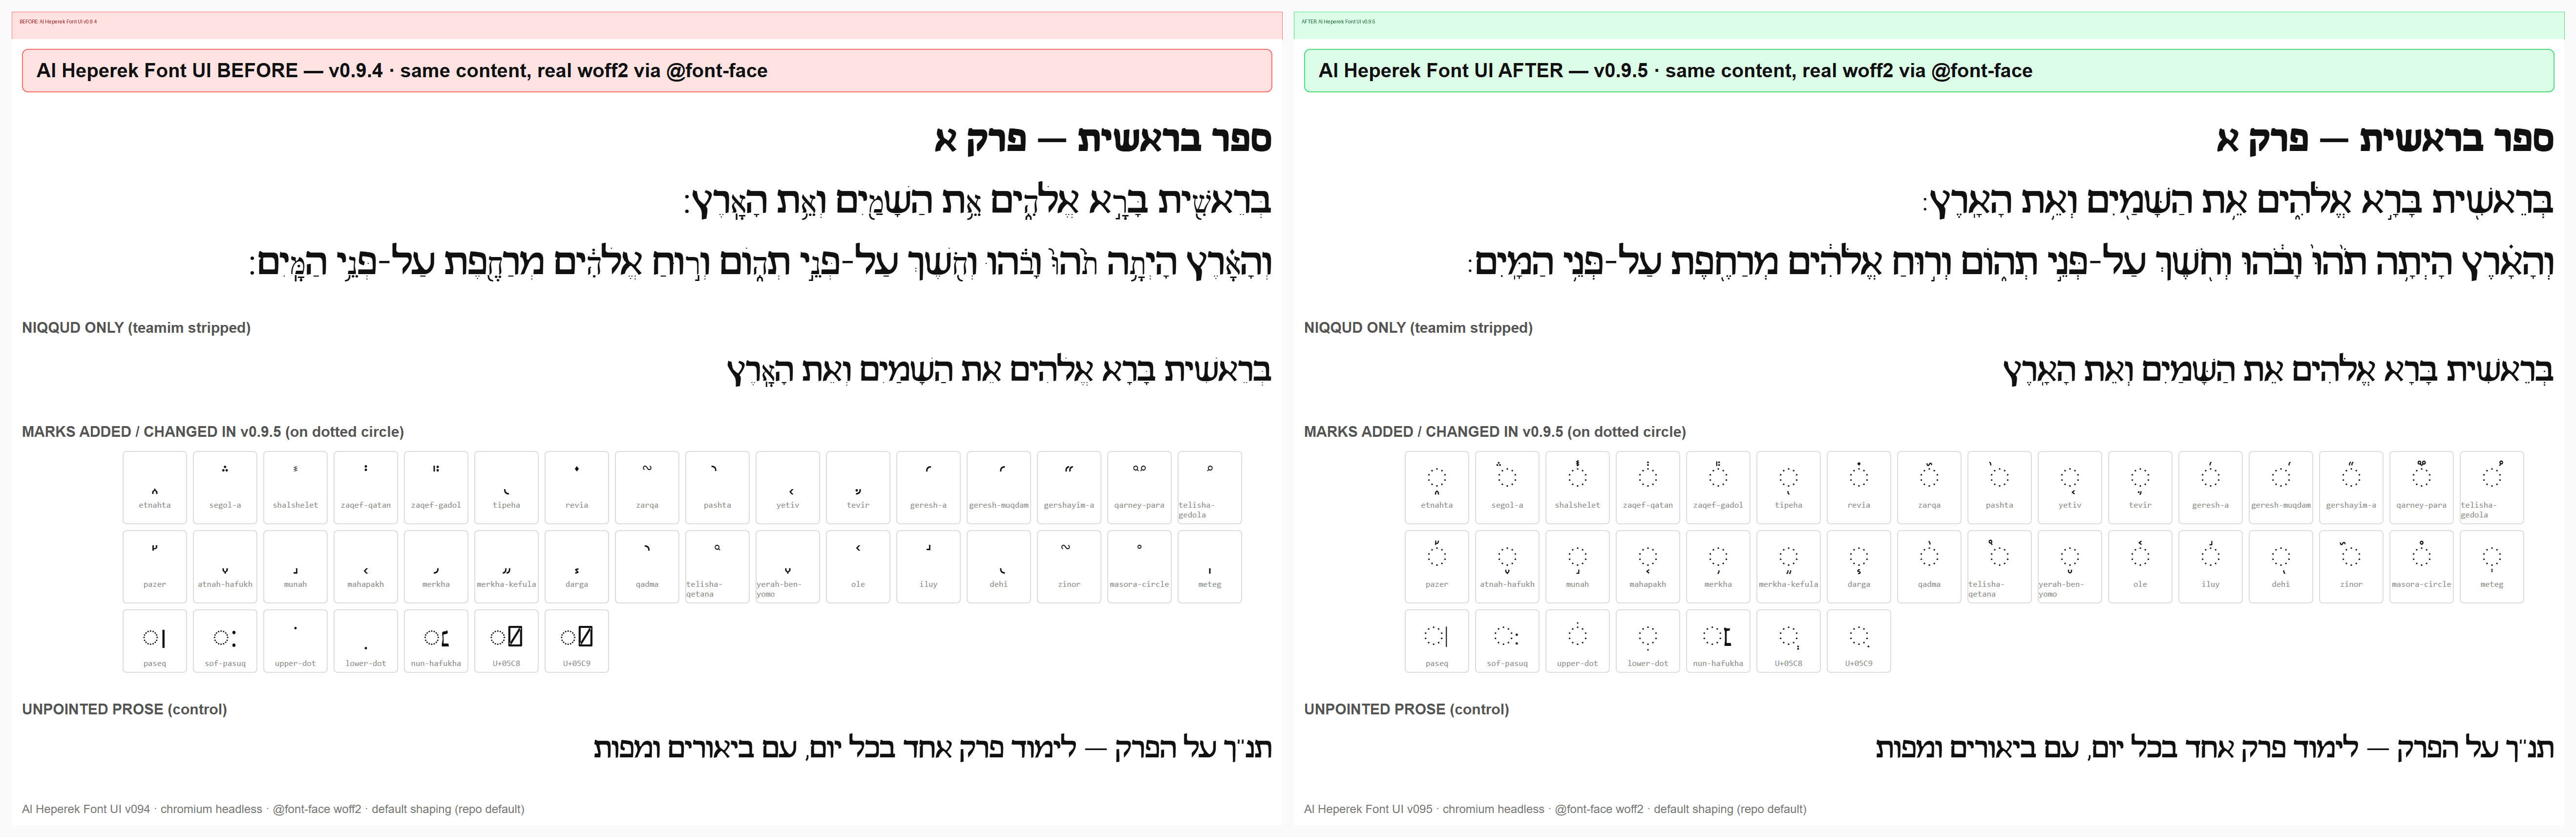 BEFORE Al Heperek Font UI v0.9.4
Al Heperek Font UI BEFORE — v0.9.4 · same content, real woff2 via @font-face
ספר בראשית — פרק א
בְּרֵאשִׁ֖ית בָּרָ֣א אֱלֹהִ֑ים אֵ֥ת הַשָּׁמַ֖יִם וְאֵ֥ת הָאָֽרֶץ׃
וְהָאָ֗רֶץ הָיְתָ֥ה תֹ֙הוּ֙ וָבֹ֔הוּ וְחֹ֖שֶׁךְ עַל־פְּנֵ֣י תְה֑וֹם וְר֣וּחַ אֱלֹהִ֔ים מְרַחֶ֖פֶת עַל־פְּנֵ֥י הַמָּֽיִם׃
NIQQUD ONLY (teamim stripped)
בְּרֵאשִׁית בָּרָא אֱלֹהִים אֵת הַשָּׁמַיִם וְאֵת הָאָֽרֶץ
MARKS ADDED / CHANGED IN v0.9.5 (on dotted circle)
etnahta segol-a shalshelet zaqef-qatan zaqef-gadol tipeha revia zarqa pashta yetiv tevir geresh-a geresh-muqdam gershayim-a qarney-para telisha-gedola
pazer atnah-hafukh munah mahapakh merkha merkha-kefula darga qadma telisha-qetana yerah-ben-yomo ole iluy dehi zinor masora-circle meteg
paseq sof-pasuq upper-dot lower-dot nun-hafukha U+05C8 U+05C9
UNPOINTED PROSE (control)
תנ״ך על הפרק — לימוד פרק אחד בכל יום, עם ביאורים ומפות
Al Heperek Font UI v094 · chromium headless · @font-face woff2 · default shaping (repo default)
AFTER Al Heperek Font UI v0.9.5
Al Heperek Font UI AFTER — v0.9.5 · same content, real woff2 via @font-face
ספר בראשית — פרק א
בְּרֵאשִׁ֖ית בָּרָ֣א אֱלֹהִ֑ים אֵ֥ת הַשָּׁמַ֖יִם וְאֵ֥ת הָאָֽרֶץ׃
וְהָאָ֗רֶץ הָיְתָ֥ה תֹ֙הוּ֙ וָבֹ֔הוּ וְחֹ֖שֶׁךְ עַל־פְּנֵ֣י תְה֑וֹם וְר֣וּחַ אֱלֹהִ֔ים מְרַחֶ֖פֶת עַל־פְּנֵ֥י הַמָּֽיִם׃
NIQQUD ONLY (teamim stripped)
בְּרֵאשִׁית בָּרָא אֱלֹהִים אֵת הַשָּׁמַיִם וְאֵת הָאָֽרֶץ
MARKS ADDED / CHANGED IN v0.9.5 (on dotted circle)
etnahta segol-a shalshelet zaqef-qatan zaqef-gadol tipeha revia zarqa pashta yetiv tevir geresh-a geresh-muqdam gershayim-a qarney-para telisha-gedola
pazer atnah-hafukh munah mahapakh merkha merkha-kefula darga qadma telisha-qetana yerah-ben-yomo ole iluy dehi zinor masora-circle meteg
paseq sof-pasuq upper-dot lower-dot nun-hafukha U+05C8 U+05C9
UNPOINTED PROSE (control)
תנ״ך על הפרק — לימוד פרק אחד בכל יום, עם ביאורים ומפות
Al Heperek Font UI v095 · chromium headless · @font-face woff2 · default shaping (repo default)